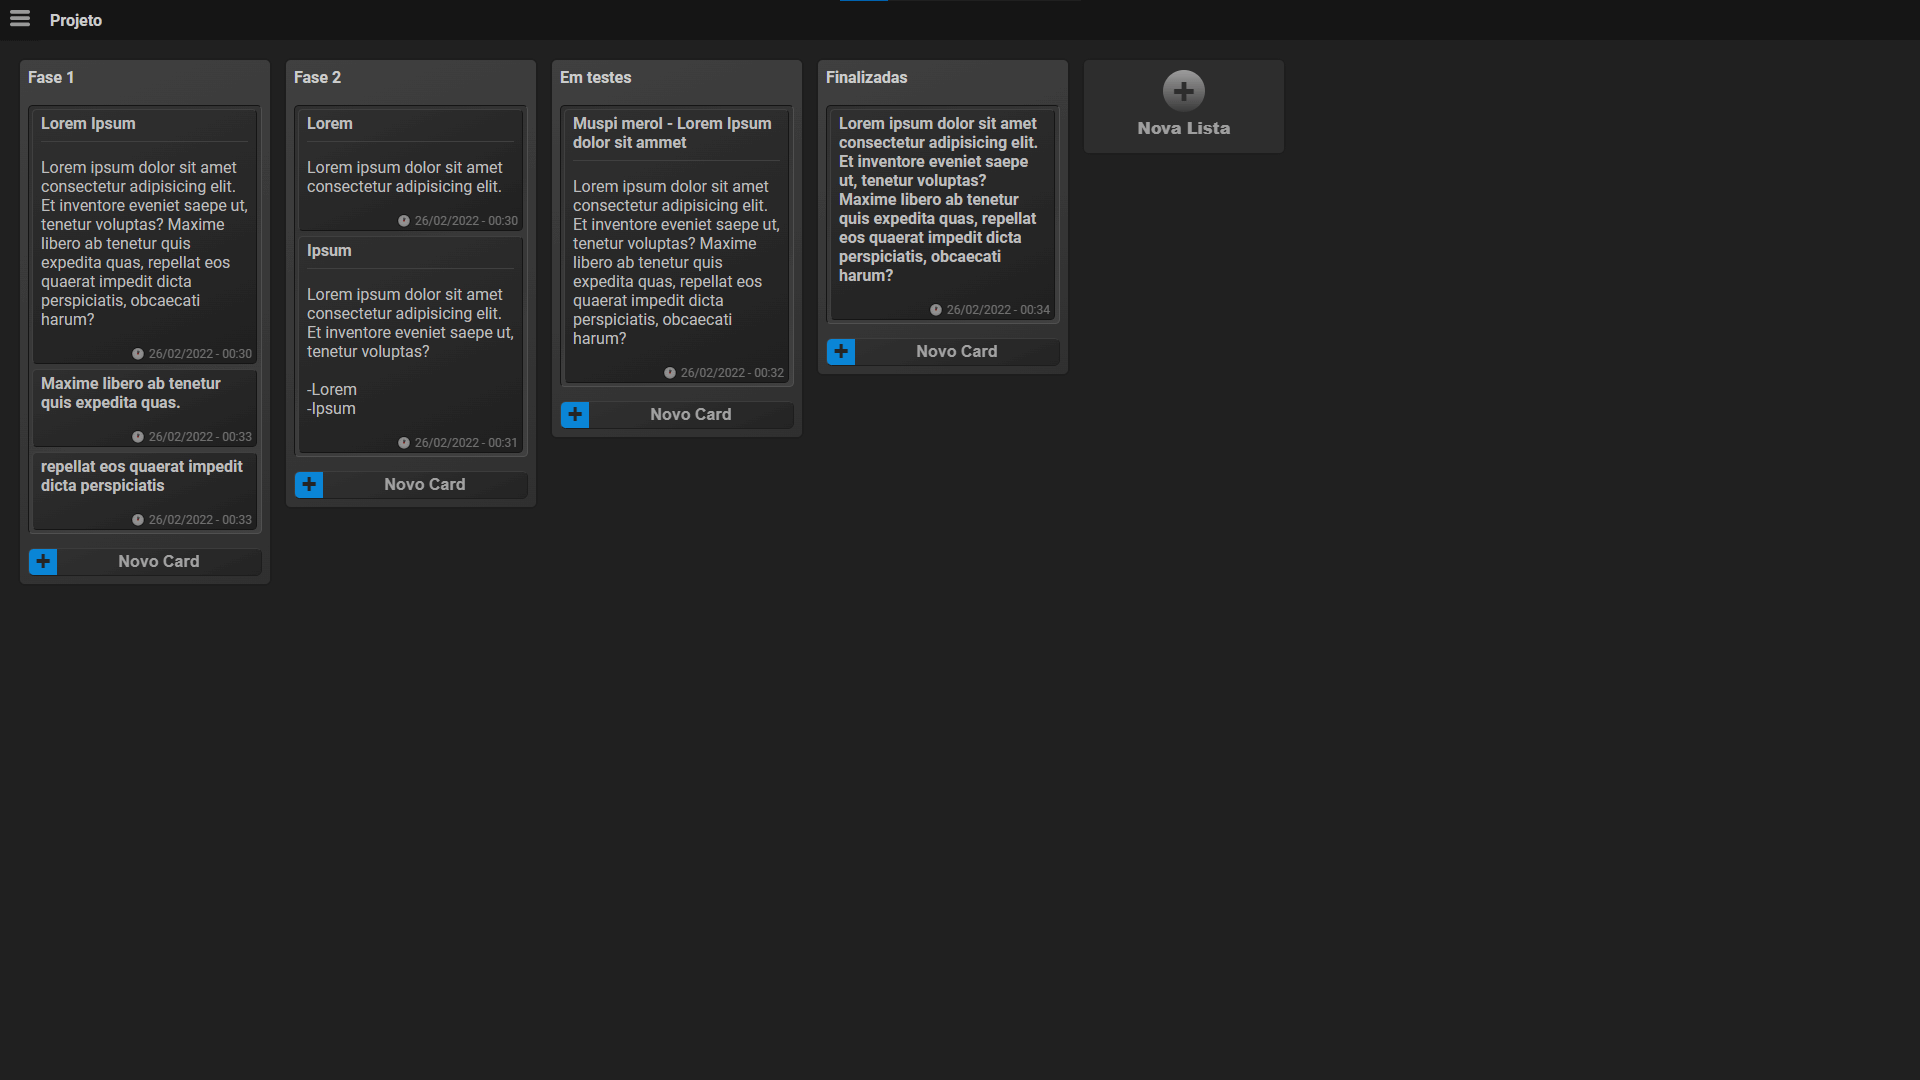 Projeto
Fase 1
Lorem Ipsum
Lorem ipsum dolor sit amet
consectetur adipisicing elit.
Et inventore eveniet saepe ut,
tenetur voluptas? Maxime
libero ab tenetur quis
expedita quas, repellat eos
quaerat impedit dicta
perspiciatis, obcaecati
harum?
26/02/2022 - 00:30
Maxime libero ab tenetur
quis expedita quas.
26/02/2022 - 00:33
repellat eos quaerat impedit
dicta perspiciatis
26/02/2022 - 00:33
Novo Card
Fase 2
Lorem
Lorem ipsum dolor sit amet
consectetur adipisicing elit.
26/02/2022 - 00:30
Ipsum
Lorem ipsum dolor sit amet
consectetur adipisicing elit.
Et inventore eveniet saepe ut,
tenetur voluptas?
-Lorem
-Ipsum
26/02/2022 - 00:31
Novo Card
Em testes
Muspi merol - Lorem Ipsum
dolor sit ammet
Lorem ipsum dolor sit amet
consectetur adipisicing elit.
Et inventore eveniet saepe ut,
tenetur voluptas? Maxime
libero ab tenetur quis
expedita quas, repellat eos
quaerat impedit dicta
perspiciatis, obcaecati
harum?
26/02/2022 - 00:32
Novo Card
Finalizadas
Lorem ipsum dolor sit amet
consectetur adipisicing elit.
Et inventore eveniet saepe
ut, tenetur voluptas?
Maxime libero ab tenetur
quis expedita quas, repellat
eos quaerat impedit dicta
perspiciatis, obcaecati
harum?
26/02/2022 - 00:34
Novo Card
Nova Lista